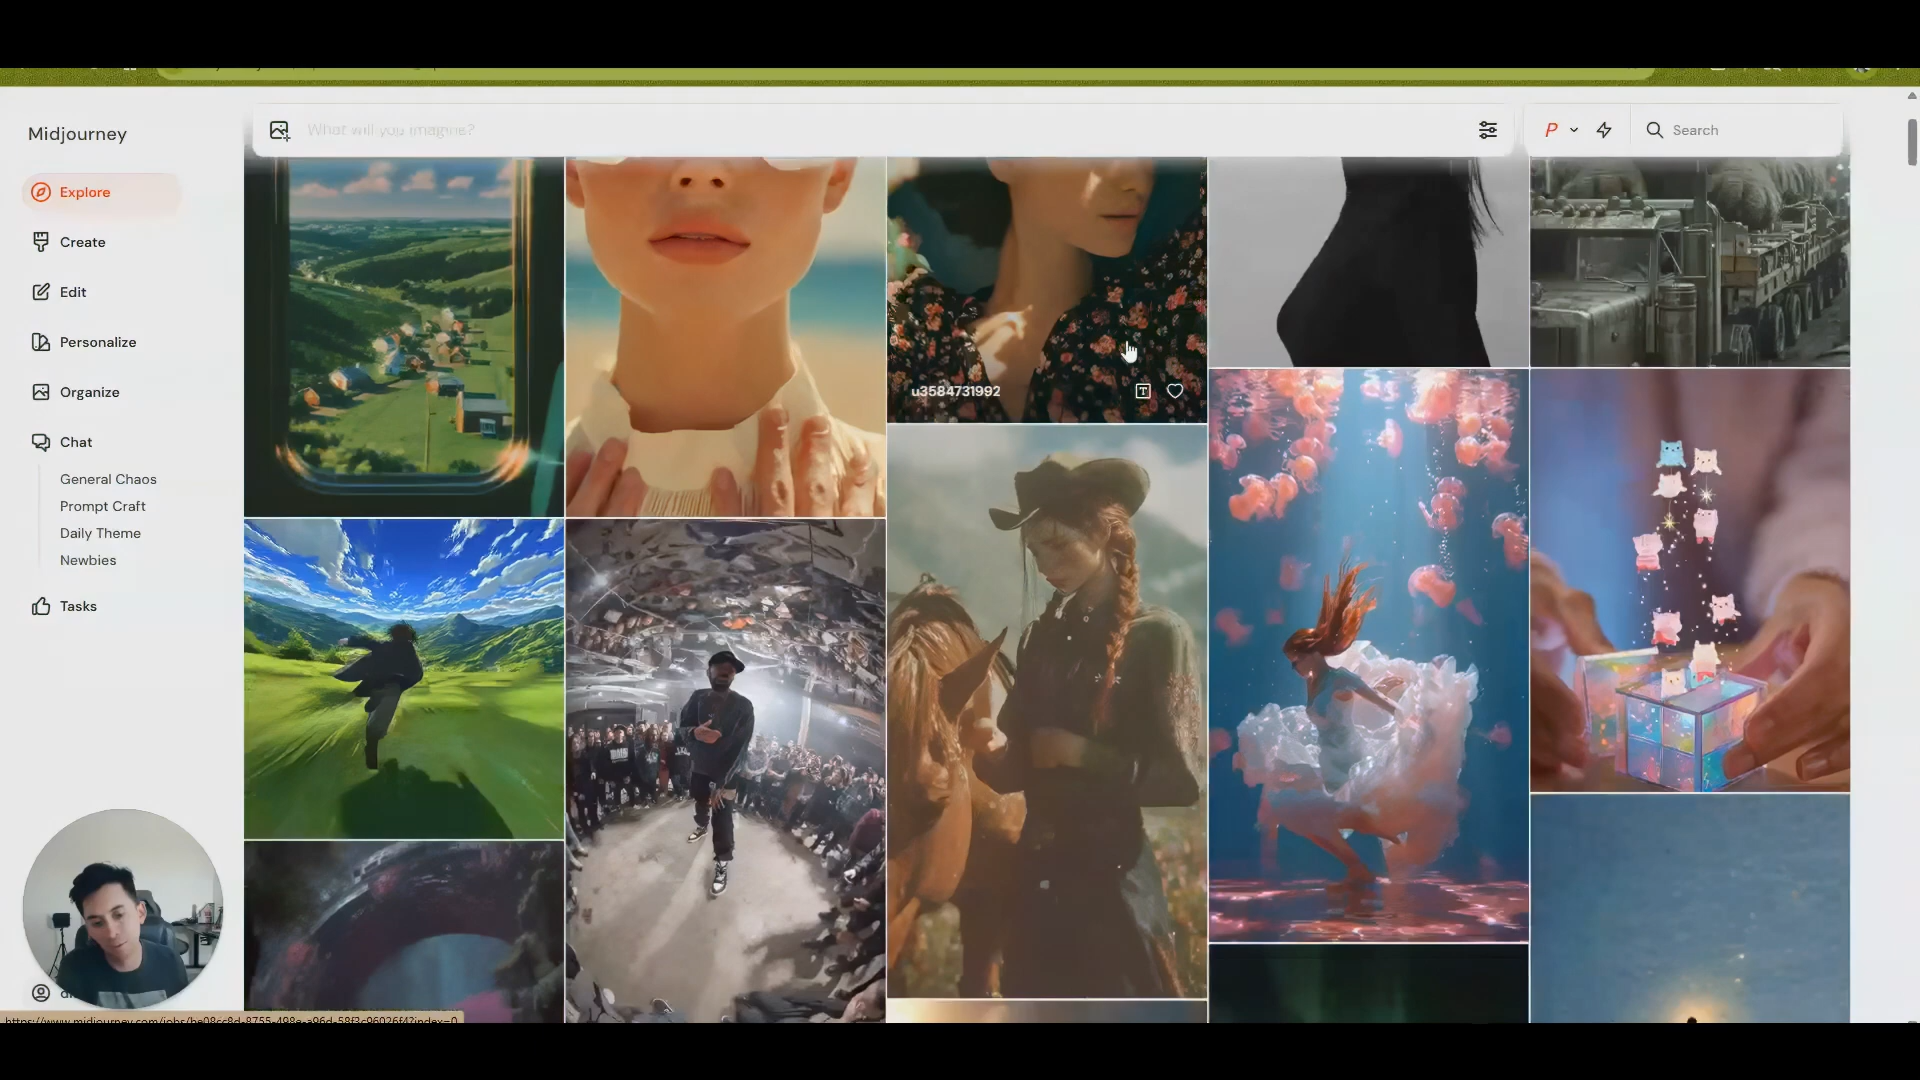 Midjourney
What will you imagine?
P
Search
Explore
Create
Edit
Personalize
Organize
Chat
General Chaos
Prompt Craft
Daily Theme
Newbies
Tasks
u3584731992
T